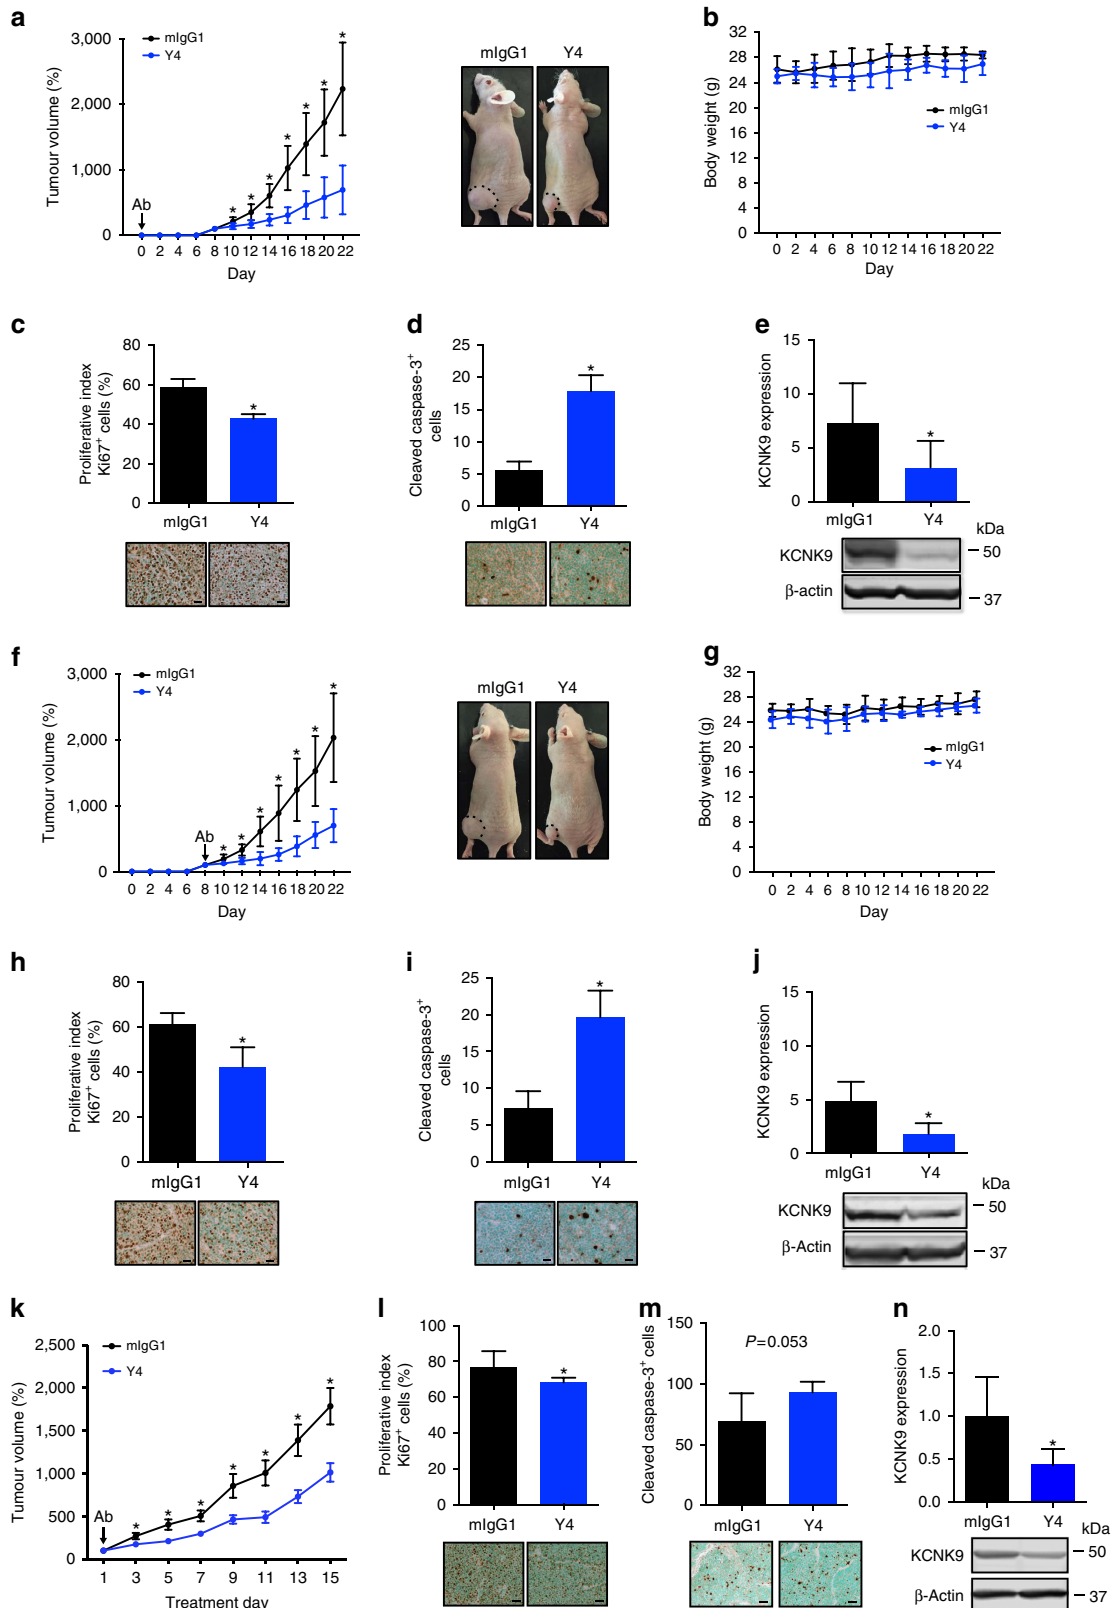 a
3,000
2,000
1,000
0
Tumour volume (%)
mIgG1
Y4
Ab
* * * * * * *
0 2 4 6 8 10 12 14 16 18 20 22
Day
mIgG1 Y4
b
32
28
24
20
16
12
8
4
0
Body weight (g)
mIgG1
Y4
0 2 4 6 8 10 12 14 16 18 20 22
Day
c
80
60
40
20
0
Proliferative index
Ki67+ cells (%)
*
mIgG1 Y4
d
25
20
15
10
5
0
Cleaved caspase-3+
cells
*
mIgG1 Y4
e
15
10
5
0
KCNK9 expression
*
mIgG1 Y4
kDa
KCNK9
50
β-actin
37
f
3,000
2,000
1,000
0
Tumour volume (%)
mIgG1
Y4
Ab
* * * * * * *
0 2 4 6 8 10 12 14 16 18 20 22
Day
mIgG1 Y4
g
32
28
24
20
16
12
8
4
0
Body weight (g)
mIgG1
Y4
0 2 4 6 8 10 12 14 16 18 20 22
Day
h
80
60
40
20
0
Proliferative index
Ki67+ cells (%)
*
mIgG1 Y4
i
25
20
15
10
5
0
Cleaved caspase-3+
cells
*
mIgG1 Y4
j
15
10
5
0
KCNK9 expression
*
mIgG1 Y4
kDa
KCNK9
50
β-Actin
37
k
2,500
2,000
1,500
1,000
500
0
Tumour volume (%)
mIgG1
Y4
Ab
* * * * * * *
1 3 5 7 9 11 13 15
Treatment day
l
100
80
60
40
20
0
Proliferative index
Ki67+ cells (%)
*
mIgG1 Y4
m
150
100
50
0
Cleaved caspase-3+ cells
P=0.053
mIgG1 Y4
n
2.0
1.5
1.0
0.5
0.0
KCNK9 expression
*
mIgG1 Y4
kDa
KCNK9
50
β-Actin
37